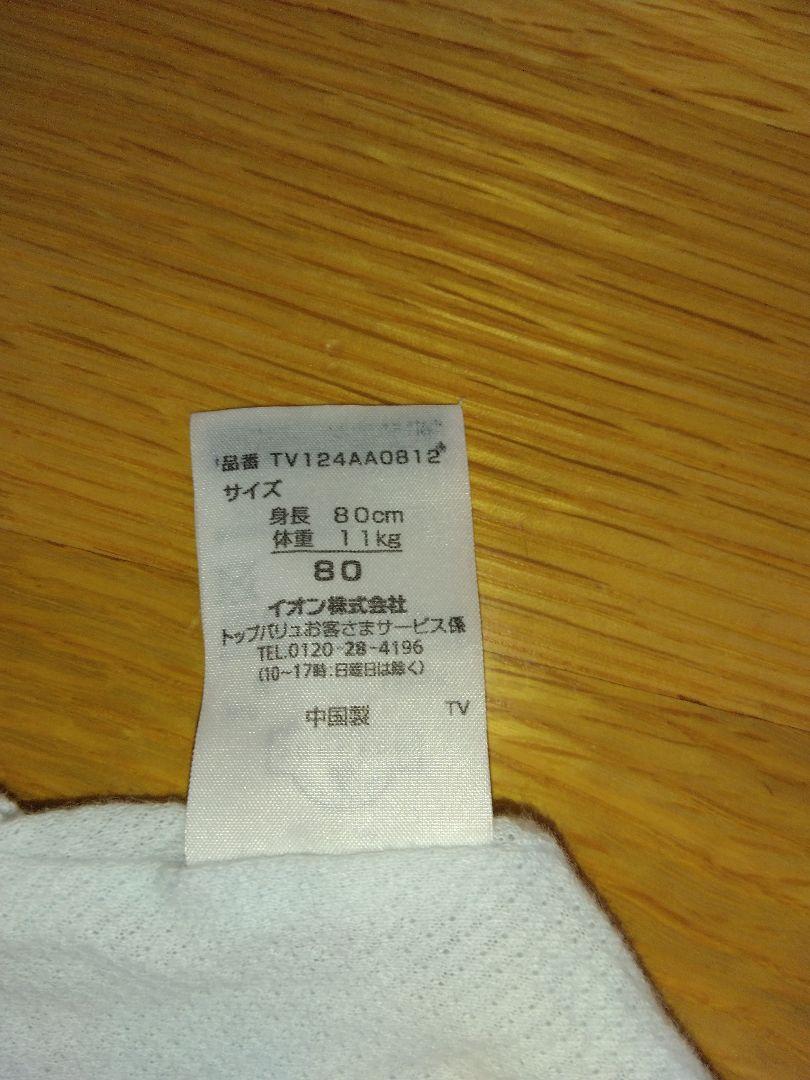 品番 TV124AA0812
サイズ
身長 80cm
体重 11kg
80
イオン株式会社
トップバリュお客さまサービス係
TEL.0120-28-4196
(10~17時:日曜日は除く)
中国製 TV